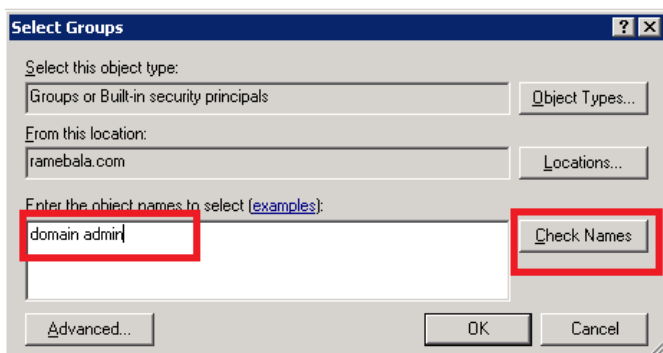 Select Groups
Select this object type:
Groups or Built-in security principals
Object Types...
From this location:
ramebala.com
Locations...
Enter the object names to select (examples):
domain admin
Check Names
Advanced...
OK
Cancel